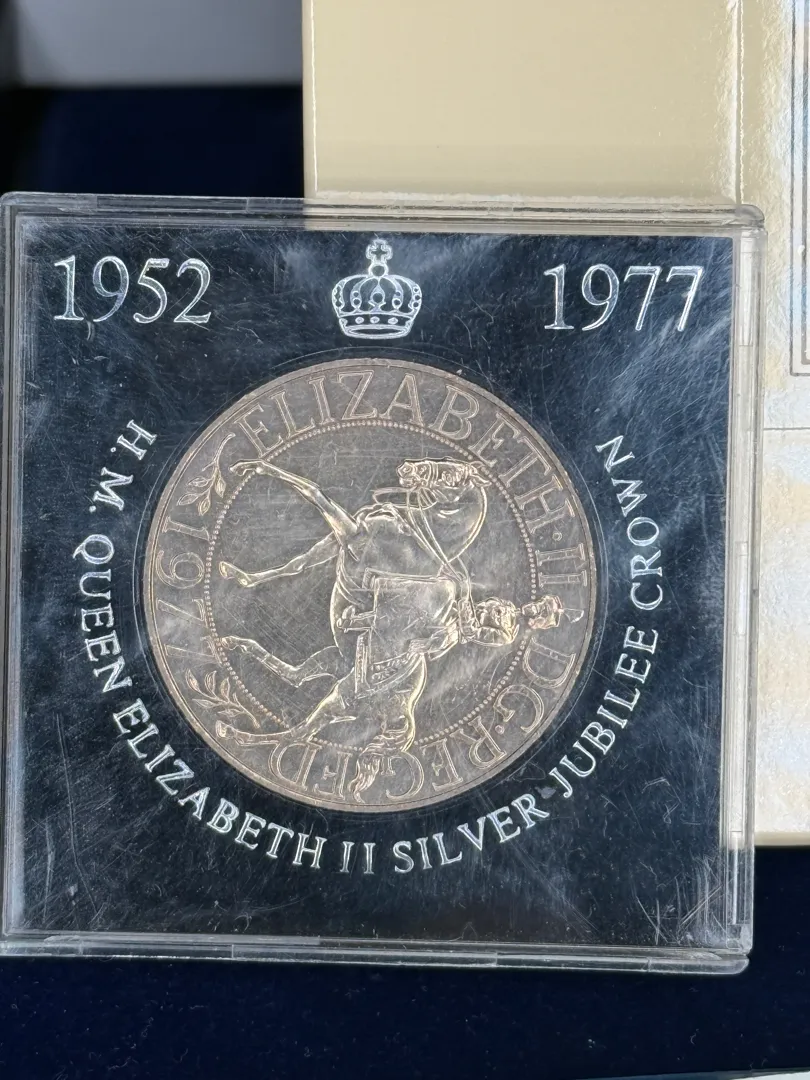 1952 1977
H.M. QUEEN ELIZABETH II SILVER JUBILEE CROWN
ELIZABETH·II D·G·REG F·D 1977